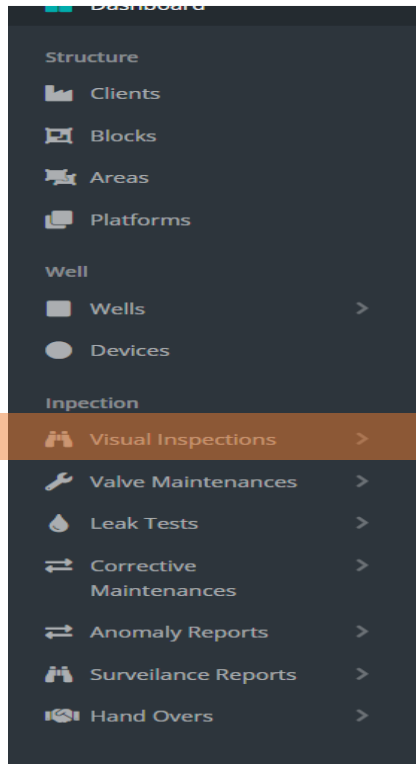 Dashboard
Structure
Clients
Blocks
Areas
Platforms
Well
Wells
Devices
Inpection
Visual Inspections
Valve Maintenances
Leak Tests
Corrective
Maintenances
Anomaly Reports
Surveilance Reports
Hand Overs